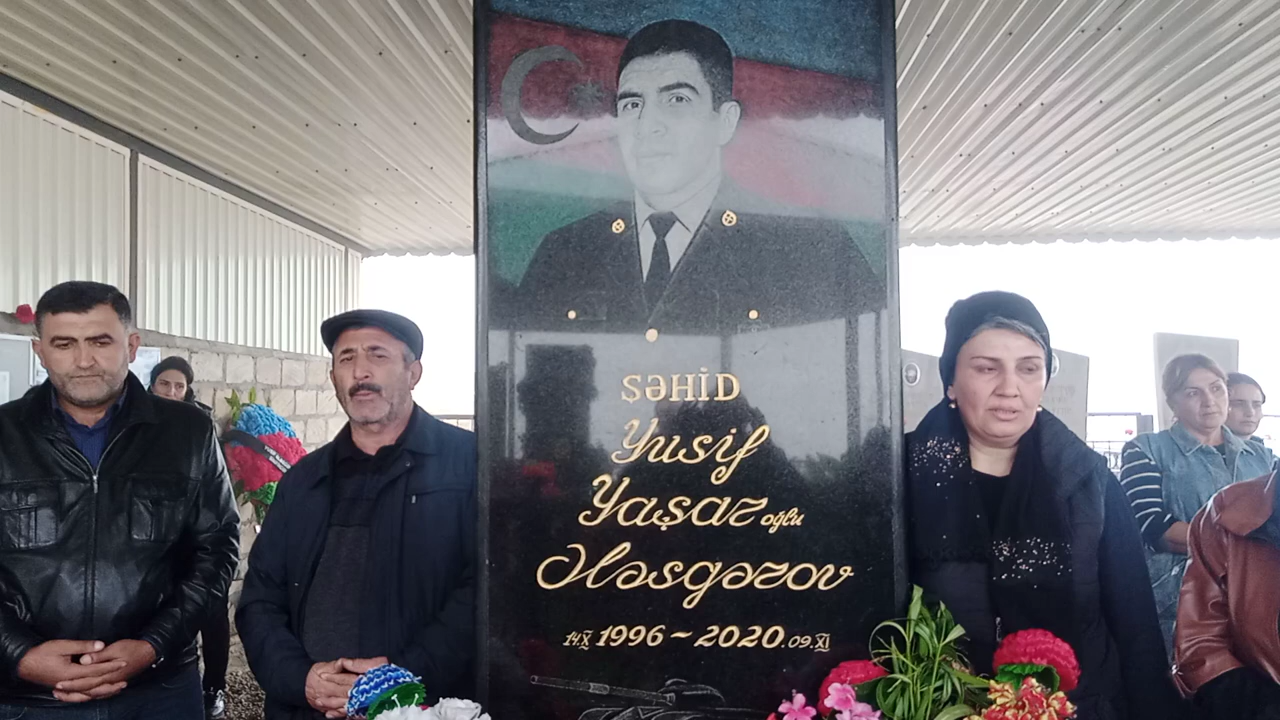 ŞƏHİD
Yusif
Yaşar oğlu
Ələsgərov
14.X 1996 ~ 2020.09.XI